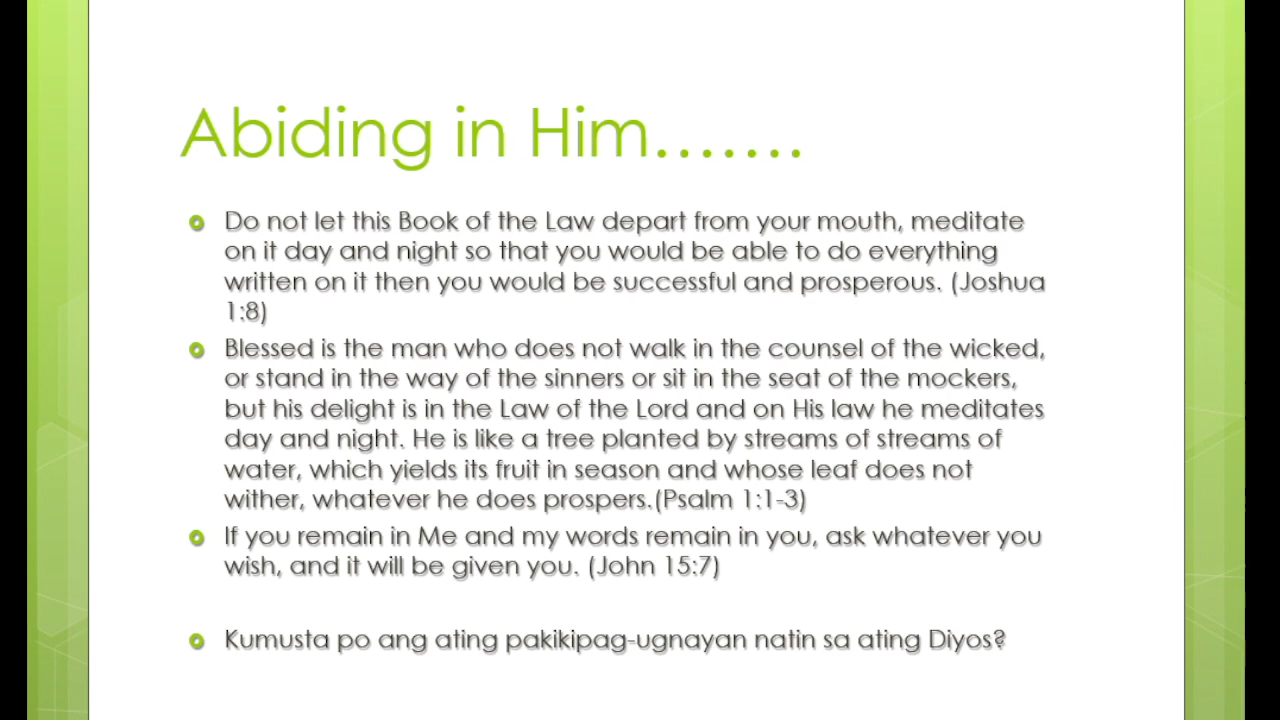 Abiding in Him.......
Do not let this Book of the Law depart from your mouth, meditate
on it day and night so that you would be able to do everything
written on it then you would be successful and prosperous. (Joshua
1:8)
Blessed is the man who does not walk in the counsel of the wicked,
or stand in the way of the sinners or sit in the seat of the mockers,
but his delight is in the Law of the Lord and on His law he meditates
day and night. He is like a tree planted by streams of streams of
water, which yields its fruit in season and whose leaf does not
wither, whatever he does prospers.(Psalm 1:1-3)
If you remain in Me and my words remain in you, ask whatever you
wish, and it will be given you. (John 15:7)
Kumusta po ang ating pakikipag-ugnayan natin sa ating Diyos?